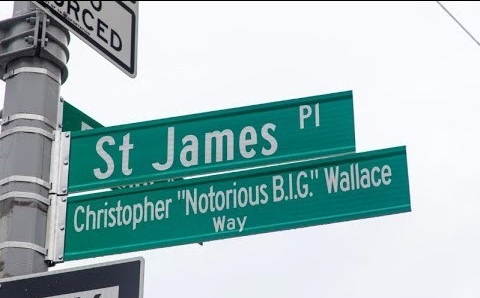 ORCED
St James Pl
Christopher "Notorious B.I.G." Wallace
Way